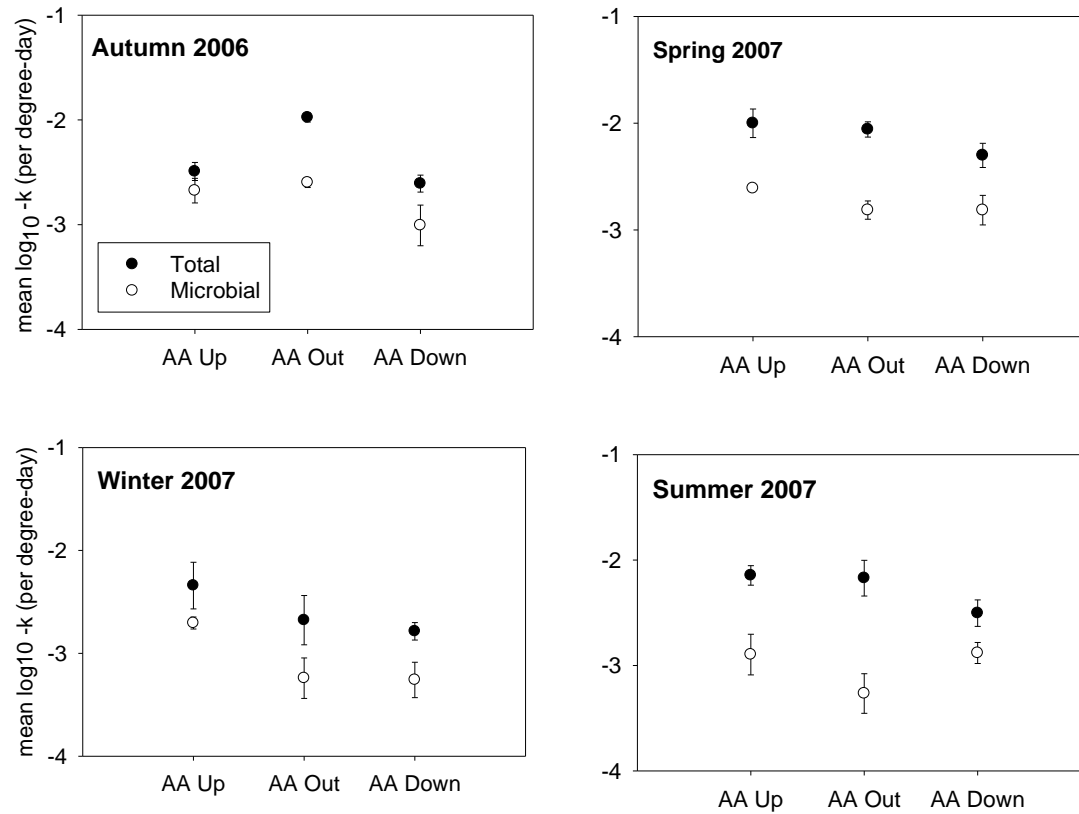 Autumn 2006
mean log10 -k (per degree-day)
-1
-2
-3
-4
Total
Microbial
AA Up AA Out AA Down
Spring 2007
-1
-2
-3
-4
AA Up AA Out AA Down
Winter 2007
mean log10 -k (per degree-day)
-1
-2
-3
-4
AA Up AA Out AA Down
Summer 2007
-1
-2
-3
-4
AA Up AA Out AA Down